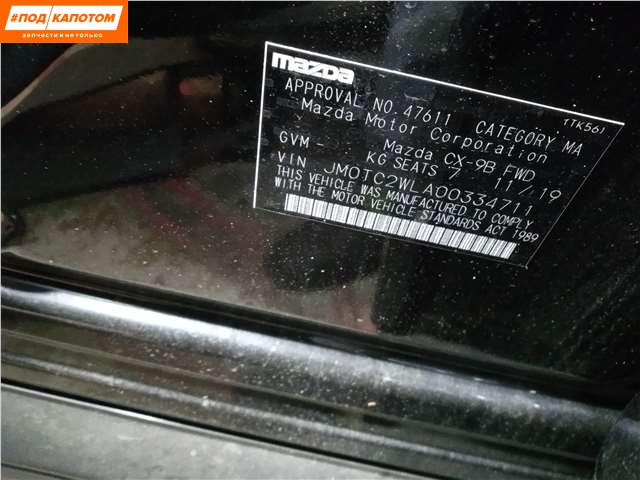 #ПОД КАПОТОМ
запчасти и не только
mazda
1TK561
APPROVAL NO. 47611 CATEGORY MA
Mazda Motor Corporation
Mazda CX-9B FWD
GVM - KG SEATS 7 11/19
VIN JM0TC2WLA00334711
THIS VEHICLE WAS MANUFACTURED TO COMPLY
WITH THE MOTOR VEHICLE STANDARDS ACT 1989